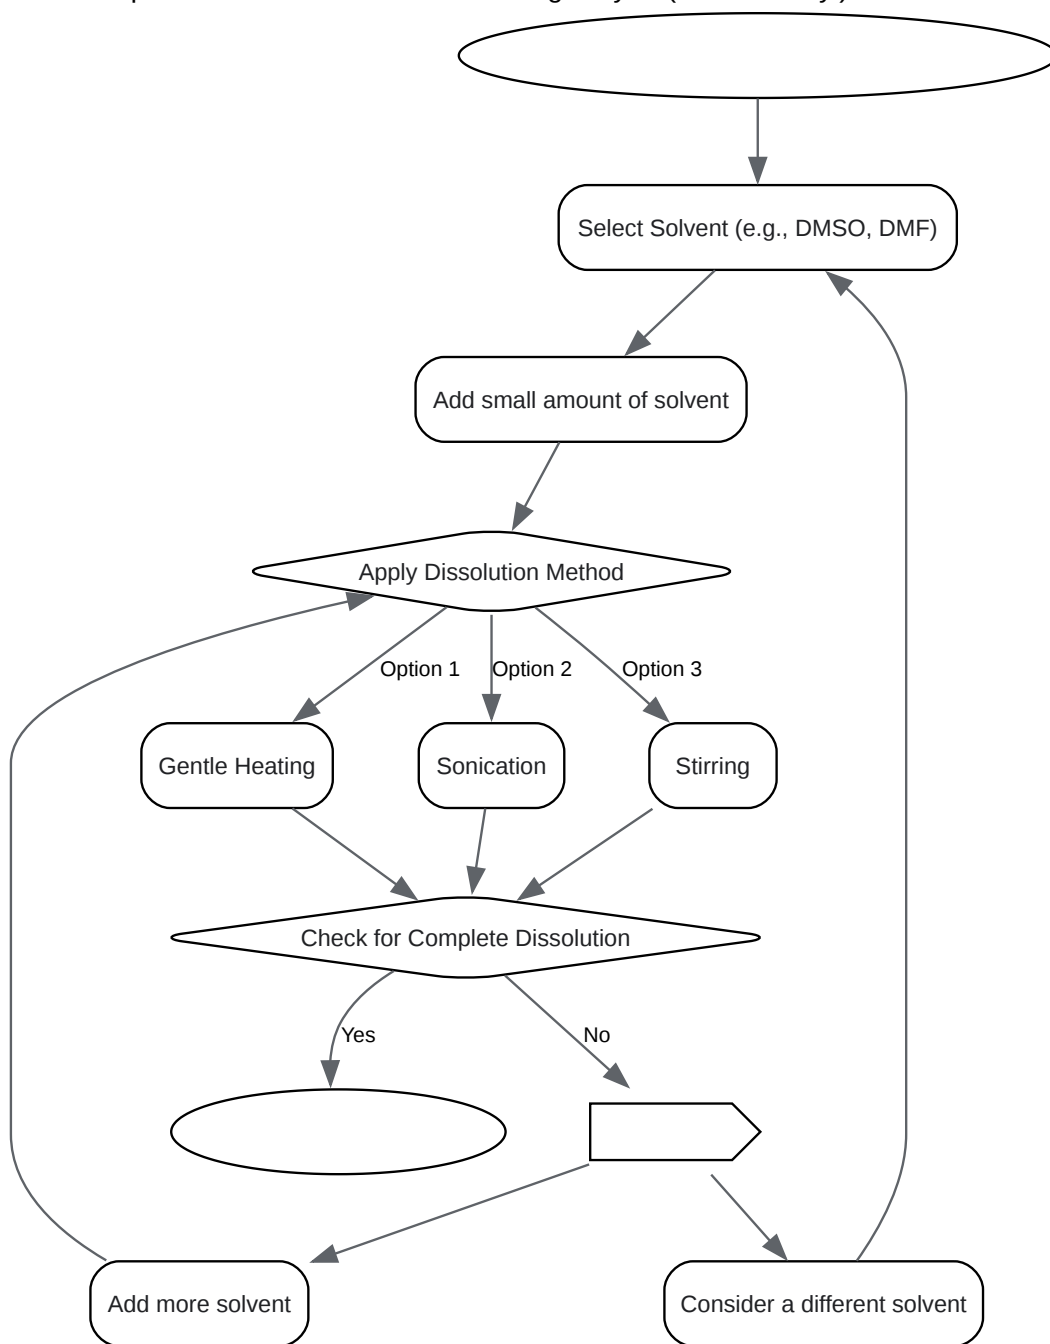 Select Solvent (e.g., DMSO, DMF)
Add small amount of solvent
Apply Dissolution Method
Option 1
Option 2
Option 3
Gentle Heating
Sonication
Stirring
Check for Complete Dissolution
Yes
No
Add more solvent
Consider a different solvent